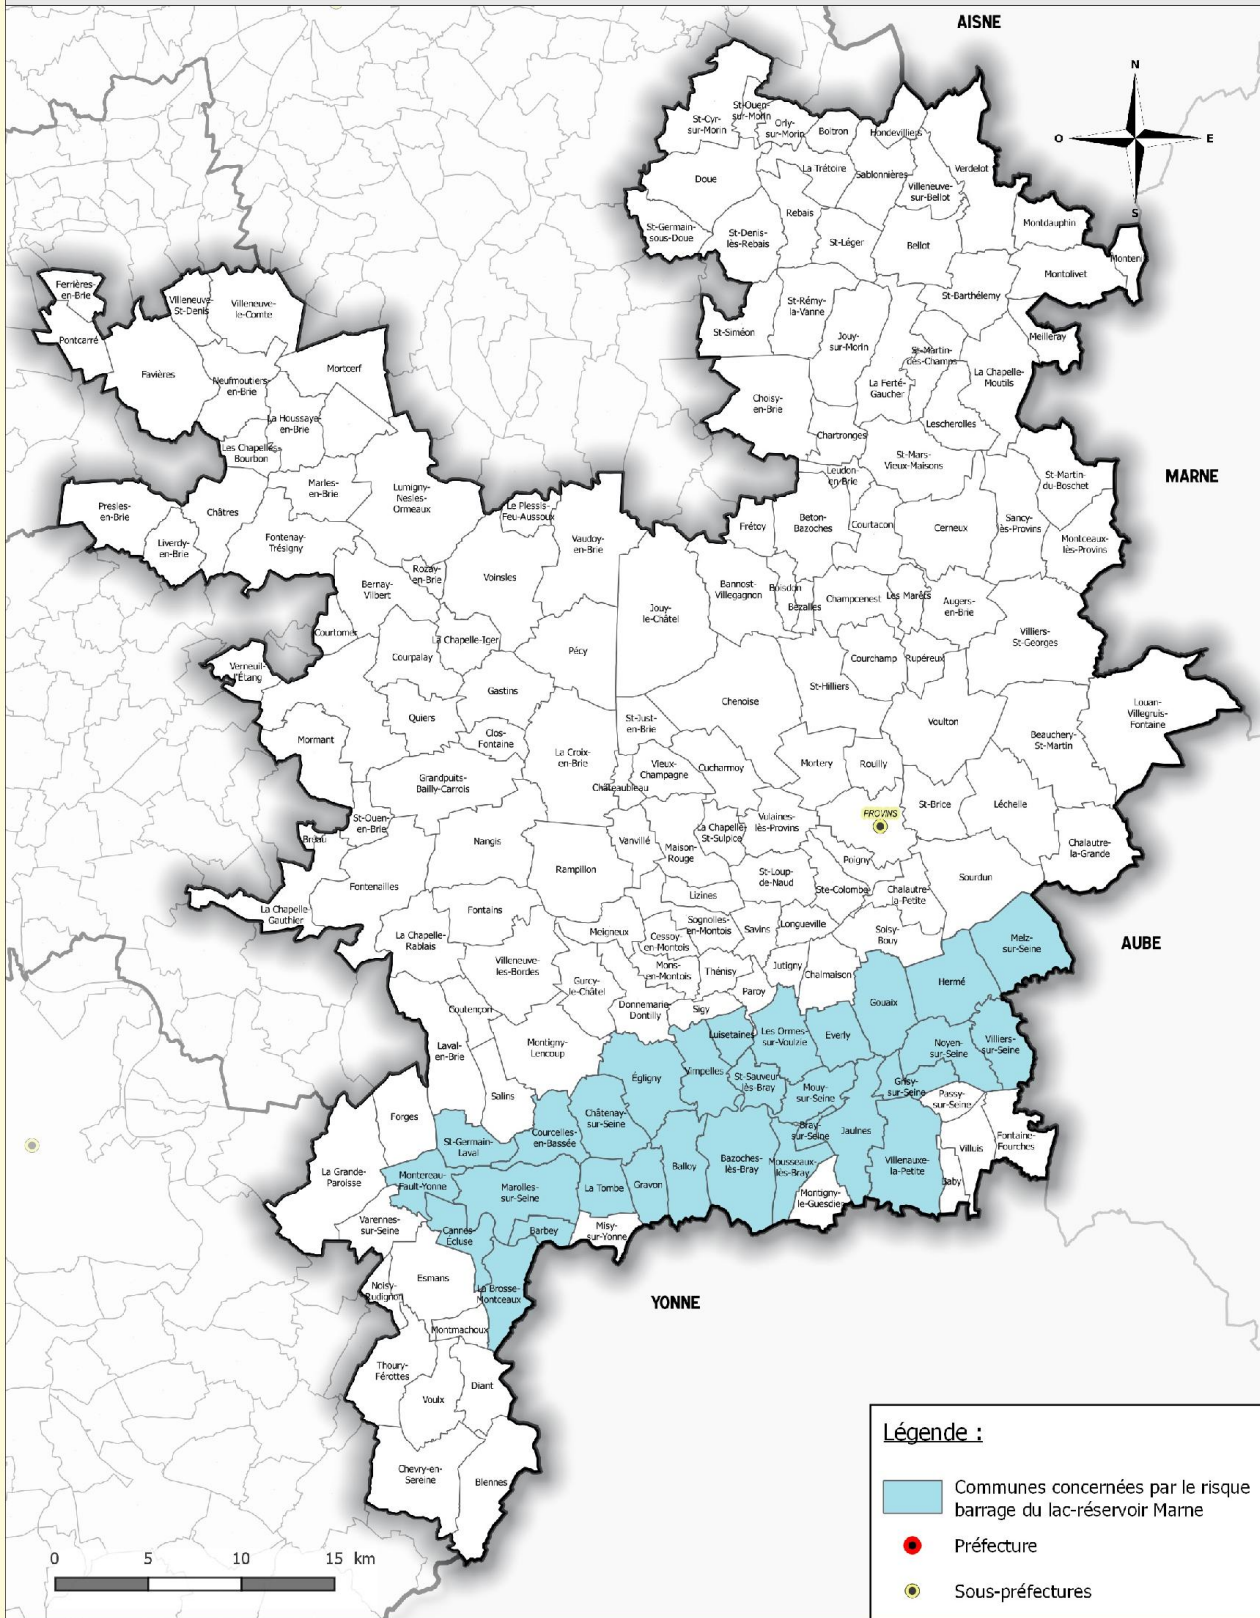 AISNE
N
O
E
S
St-Ouen-
sur-Morin
St-Cyr-
sur-Morin
Orly-
sur-Morin
Boitron
Hondevilliers
Verdelot
La Trétoire
Sablonnières
Doue
Villeneuve-
sur-Bellot
Rebais
Montdauphin
St-Germain-
sous-Doue
St-Denis-
lès-Rebais
St-Léger
Bellot
Monteni
Montolivet
Ferrières-
en-Brie
Villeneuve-
St-Denis
Villeneuve-
le-Comte
St-Barthélemy
St-Rémy-
la-Vanne
Pontcarré
St-Siméon
Jouy-
sur-Morin
Meilleray
St-Martin-
des-Champs
Mortcerf
Favières
Neufmoutiers-
en-Brie
La Ferté-
Gaucher
La Chapelle-
Moutils
Choisy-
en-Brie
La Houssaye-
en-Brie
Lescherolles
Chartronges
Les Chapelles-
Bourbon
St-Mars-
Vieux-Maisons
Leudon-
en-Brie
St-Martin-
du-Boschet
MARNE
Marles-
en-Brie
Lumigny-
Nesles-
Ormeaux
Presles-
en-Brie
Châtres
Le Plessis-
Feu-Aussoux
Frétoy
Beton-
Bazoches
Courtacon
Cerneux
Sancy-
lès-Provins
Liverdy-
en-Brie
Fontenay-
Trésigny
Vaudoy-
en-Brie
Montceaux-
lès-Provins
Rozay-
en-Brie
Voinsles
Bernay-
Vilbert
Bannost-
Villegagnon
Boisdon
Bezalles
Champcenest
Les Marêts
Augers-
en-Brie
Jouy-
le-Châtel
Courtomer
La Chapelle-Iger
Villiers-
St-Georges
Courpalay
Pécy
Courchamp
Rupéreux
Verneuil-
l'Étang
Gastins
St-Hilliers
Chenoise
Louan-
Villegruis-
Fontaine
Quiers
St-Just-
en-Brie
Voulton
Mormant
Clos-
Fontaine
Beauchery-
St-Martin
La Croix-
en-Brie
Vieux-
Champagne
Cucharmoy
Mortery
Rouilly
Grandpuits-
Bailly-Carrois
Châteaubleau
St-Brice
Léchelle
PROVINS
St-Ouen-
en-Brie
Vulaines-
lès-Provins
La Chapelle-
St-Sulpice
Bréau
Nangis
Vanvillé
Maison-
Rouge
Chalautre-
la-Grande
Poigny
Rampillon
St-Loup-
de-Naud
Sourdun
Fontenailles
Ste-Colombe
Chalautre-
la-Petite
Lizines
La Chapelle
Gauthier
Fontains
Sognolles-
en-Montois
Longueville
Savins
La Chapelle-
Rablais
Meigneux
Cessoy-
en-Montois
Soisy-
Bouy
Melz-
sur-Seine
AUBE
Villeneuve-
les-Bordes
Mons-
en-Montois
Thénisy
Jutigny
Chalmaison
Hermé
Gurcy-
le-Châtel
Paroy
Donnemarie-
Dontilly
Sigy
Gouaix
Coutençon
Luisetaines
Les Ormes-
sur-Voulzie
Everly
Laval-
en-Brie
Montigny-
Lencoup
Noyen-
sur-Seine
Villiers-
sur-Seine
Égligny
Vimpelles
St-Sauveur-
lès-Bray
Mouy-
sur-Seine
Grisy-
sur-Seine
Salins
Passy-
sur-Seine
Forges
Châtenay-
sur-Seine
St-Germain-
Laval
Courcelles-
en-Bassée
Bray-
sur-Seine
Jaulnes
Fontaine-
Fourches
Villuis
La Grande-
Paroisse
Bazoches-
lès-Bray
Mousseaux-
lès-Bray
Villenauxe-
la-Petite
Montereau-
Fault-Yonne
Balloy
Marolles-
sur-Seine
La Tombe
Gravon
Baby
Montigny-
le-Guesdier
Varennes-
sur-Seine
Cannes-
Écluse
Barbey
Misy-
sur-Yonne
Esmans
Noisy-
Rudignon
La Brosse-
Montceaux
YONNE
Montmachoux
Thoury-
Férottes
Diant
Voulx
Chevry-en-
Sereine
Blennes
0 5 10 15 km
Légende :
Communes concernées par le risque
barrage du lac-réservoir Marne
Préfecture
Sous-préfectures